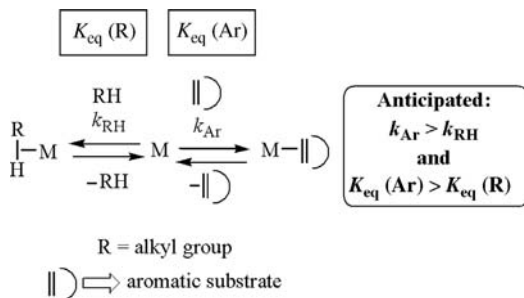 Keq (R) Keq (Ar)
RH
kRH kAr
R
H
M M M
–RH –
Anticipated:
kAr > kRH
and
Keq (Ar) > Keq (R)
R = alkyl group
aromatic substrate